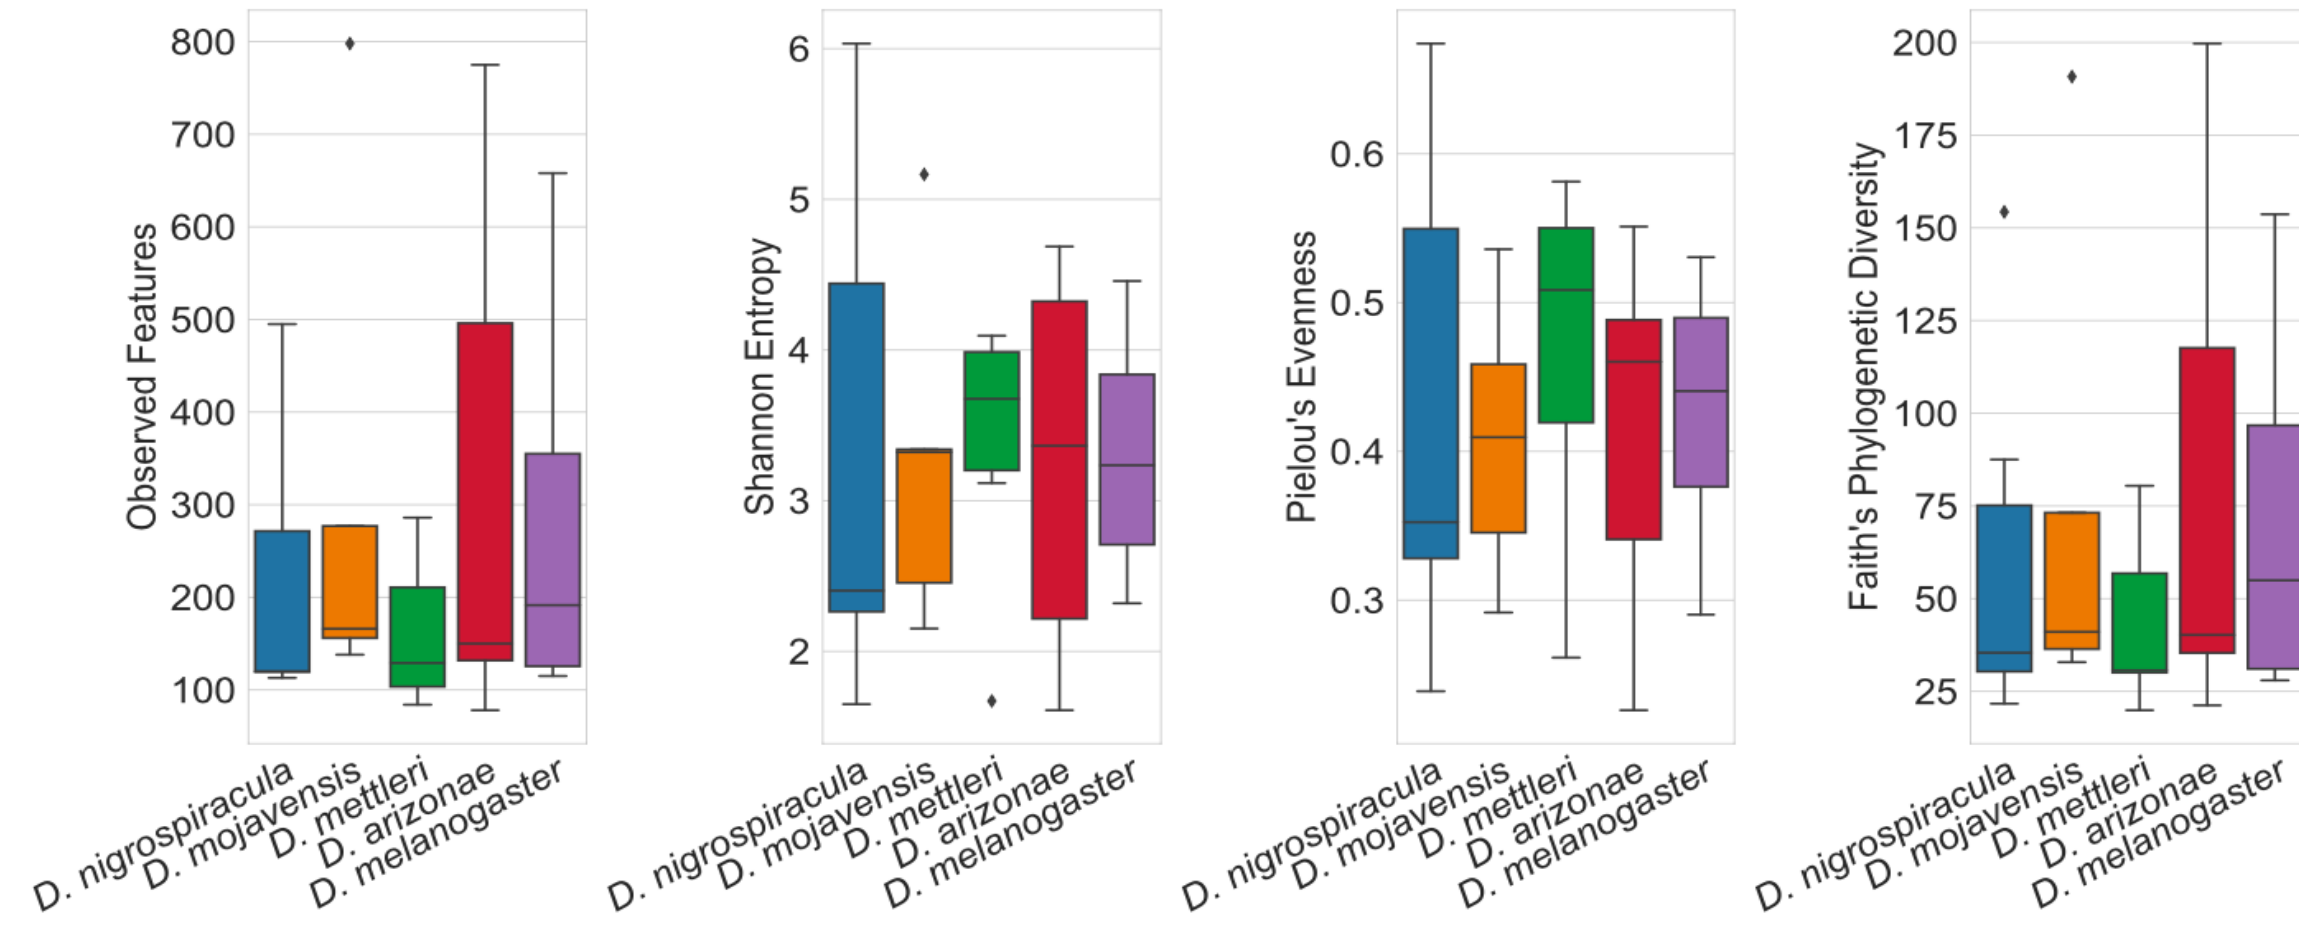 Observed Features
800
700
600
500
400
300
200
100
D. nigrospiracula
D. mojavensis
D. mettleri
D. arizonae
D. melanogaster
Shannon Entropy
6
5
4
3
2
D. nigrospiracula
D. mojavensis
D. mettleri
D. arizonae
D. melanogaster
Pielou's Evenness
0.6
0.5
0.4
0.3
D. nigrospiracula
D. mojavensis
D. mettleri
D. arizonae
D. melanogaster
Faith's Phylogenetic Diversity
200
175
150
125
100
75
50
25
D. nigrospiracula
D. mojavensis
D. mettleri
D. arizonae
D. melanogaster